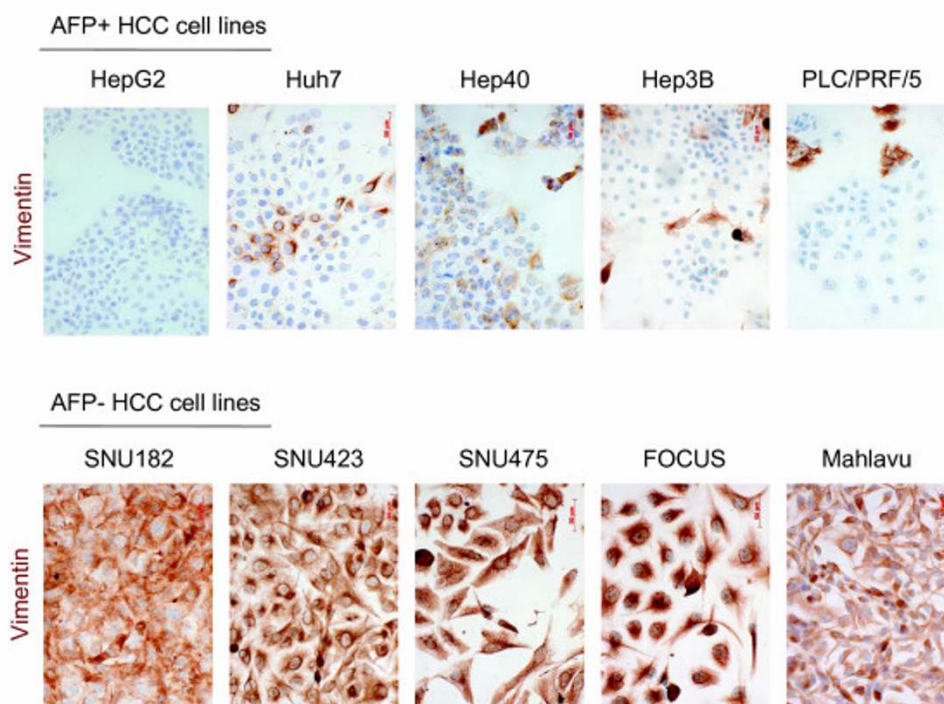 AFP+ HCC cell lines
HepG2 Huh7 Hep40 Hep3B PLC/PRF/5
Vimentin
AFP- HCC cell lines
SNU182 SNU423 SNU475 FOCUS Mahlavu
Vimentin